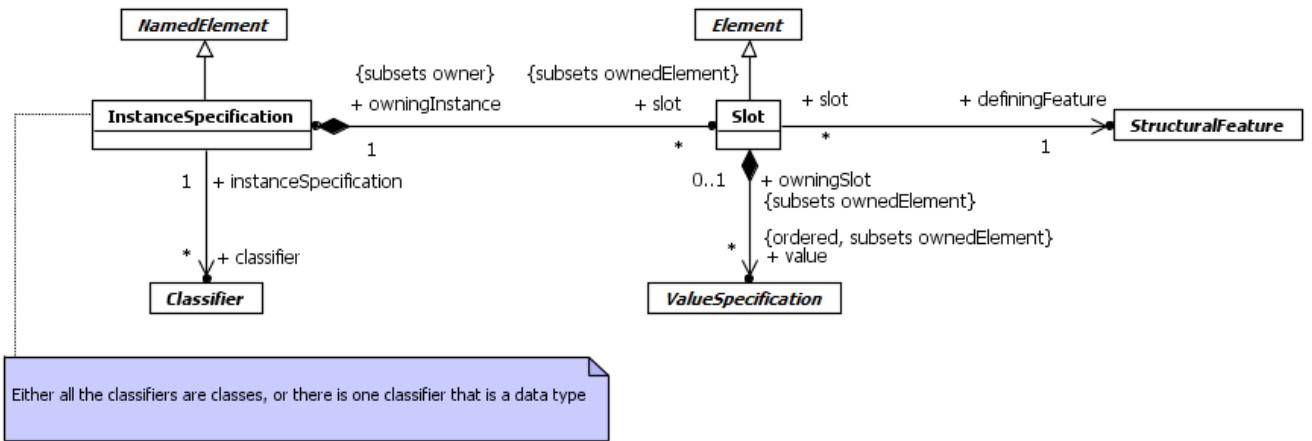 NamedElement
Element
{subsets owner}
{subsets ownedElement}
+ owningInstance
+ slot
+ slot
+ definingFeature
InstanceSpecification
Slot
StructuralFeature
1
*
*
1
1
+ instanceSpecification
0..1
+ owningSlot
{subsets ownedElement}
{ordered, subsets ownedElement}
*
+ classifier
*
+ value
Classifier
ValueSpecification
Either all the classifiers are classes, or there is one classifier that is a data type